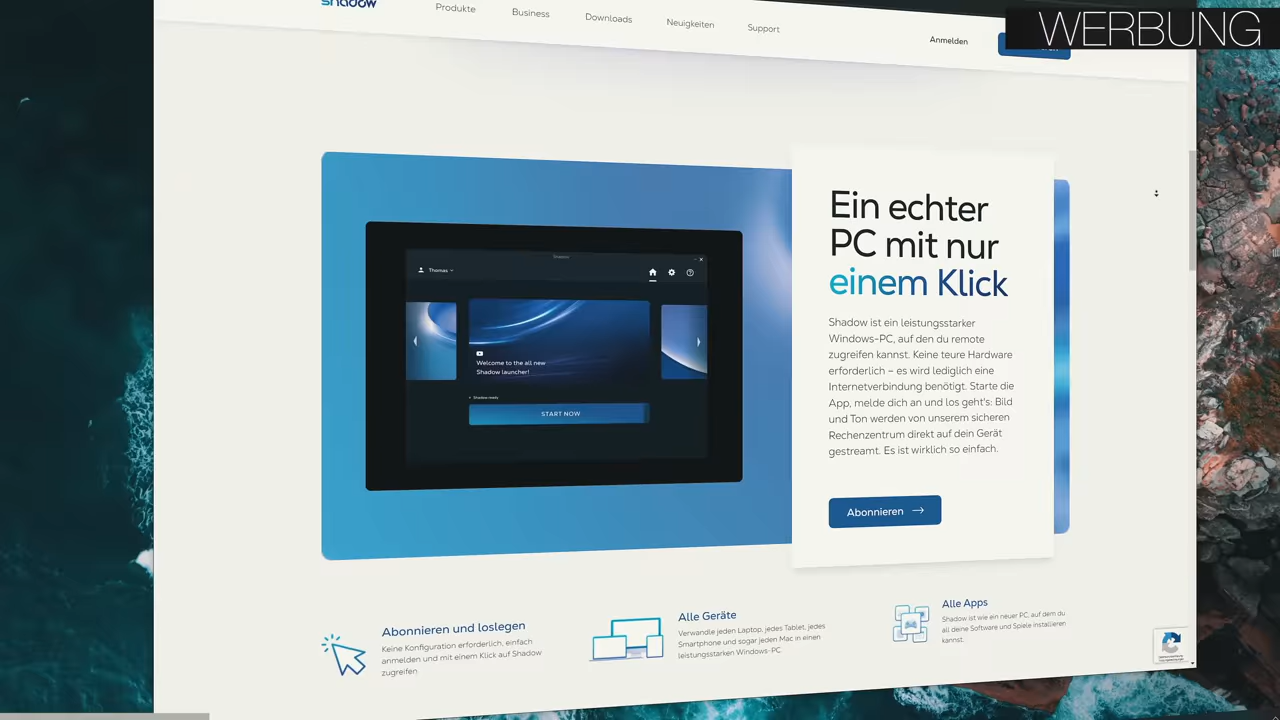 WERBUNG
shadow
Produkte
Business
Downloads
Neuigkeiten
Support
Anmelden
Ein echter
PC mit nur
einem Klick
Thomas
Welcome to the all new
Shadow launcher!
START NOW
Shadow ist ein leistungsstarker
Windows-PC, auf den du remote
zugreifen kannst. Keine teure Hardware
erforderlich – es wird lediglich eine
Internetverbindung benötigt. Starte die
App, melde dich an und los geht's: Bild
und Ton werden von unserem sicheren
Rechenzentrum direkt auf dein Gerät
gestreamt. Es ist wirklich so einfach.
Abonnieren
Abonnieren und loslegen
Keine Konfiguration erforderlich, einfach
anmelden und mit einem Klick auf Shadow
zugreifen
Alle Geräte
Verwandle jeden Laptop, jedes Tablet, jedes
Smartphone und sogar jeden Mac in einen
leistungsstarken Windows-PC.
Alle Apps
Shadow ist wie ein neuer PC, auf dem du
all deine Software und Spiele installieren
kannst.